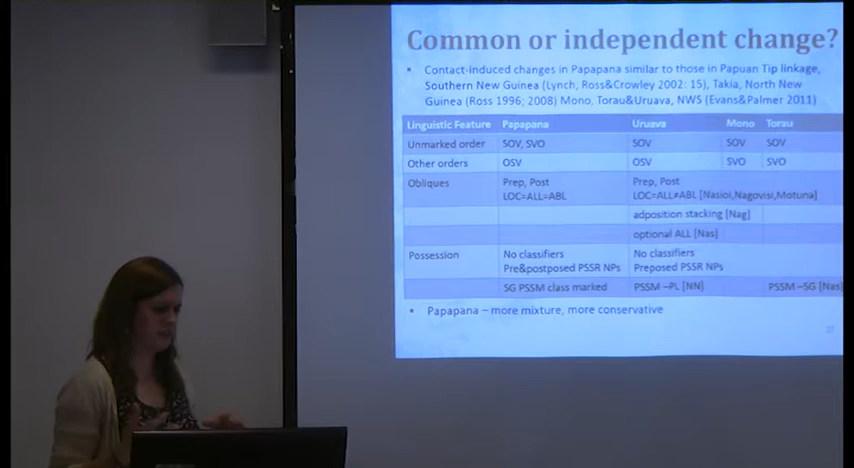 Common or independent change?
▪ Contact-induced changes in Papapana similar to those in Papuan Tip linkage,
Southern New Guinea (Lynch, Ross&Crowley 2002: 15), Takia, North New
Guinea (Ross 1996; 2008) Mono, Torau&Uruava, NWS (Evans&Palmer 2011)
Linguistic Feature Papapana Uruava Mono Torau
Unmarked order SOV, SVO SOV SOV SOV
Other orders OSV OSV SVO SVO
Obliques Prep, Post Prep, Post
LOC=ALL=ABL LOC=ALL≠ABL [Nasioi,Nagovisi,Motuna]
adposition stacking [Nag]
optional ALL [Nas]
Possession No classifiers No classifiers
Pre&postposed PSSR NPs Preposed PSSR NPs
SG PSSM class marked PSSM –PL [NN] PSSM –SG [Nas]
▪ Papapana – more mixture, more conservative
27